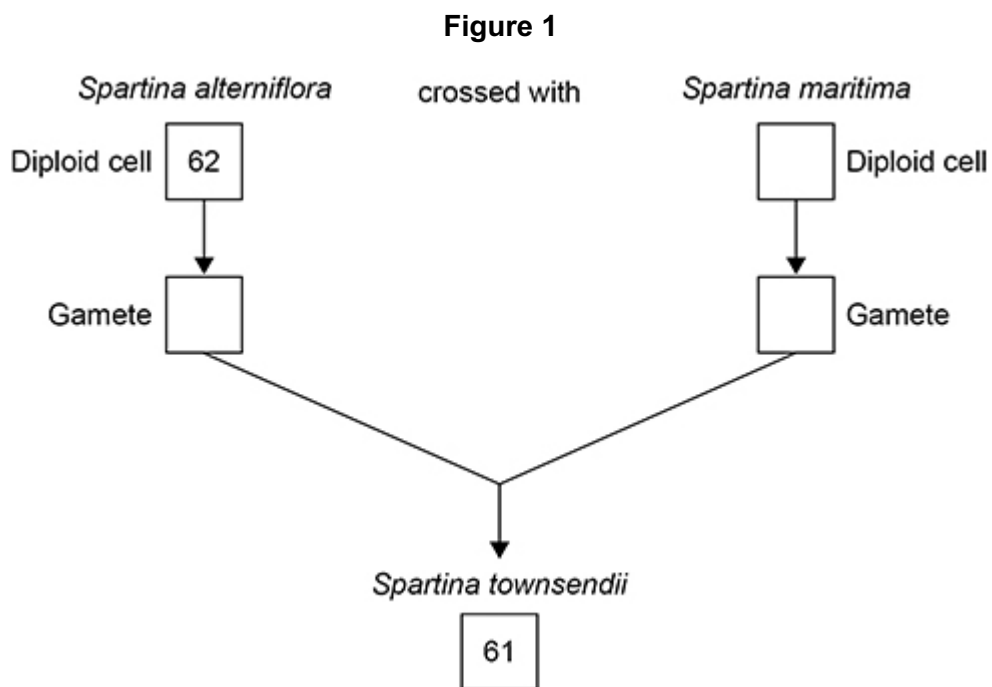 Figure 1
Spartina alterniflora crossed with Spartina maritima
Diploid cell 62 Diploid cell
Gamete Gamete
Spartina townsendii
61